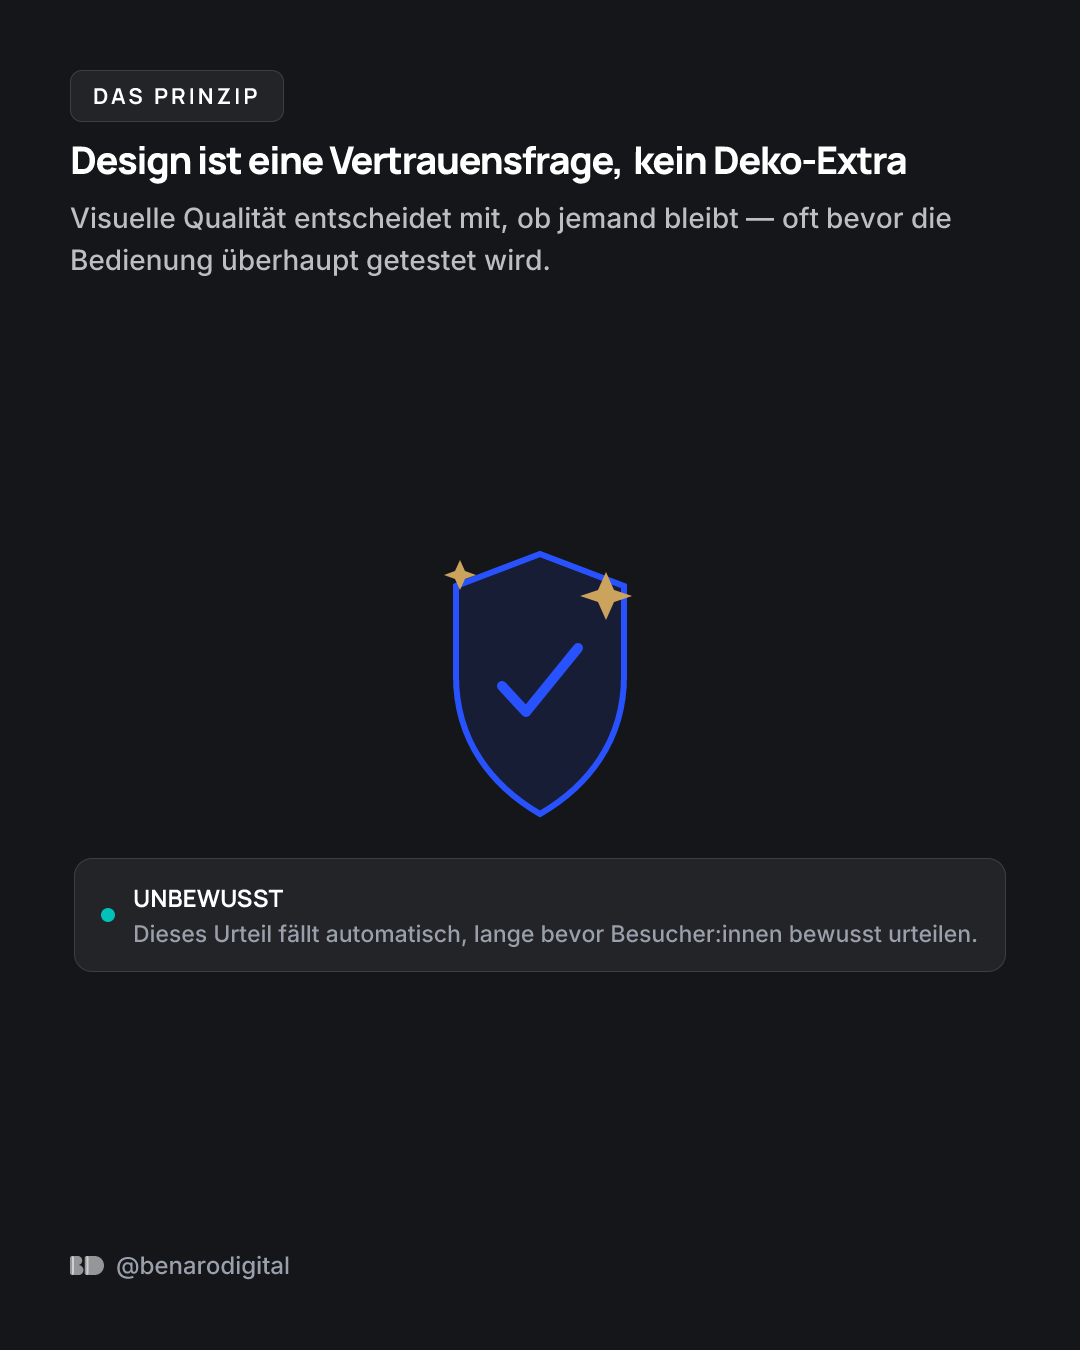 DAS PRINZIP
Design ist eine Vertrauensfrage, kein Deko-Extra
Visuelle Qualität entscheidet mit, ob jemand bleibt — oft bevor die
Bedienung überhaupt getestet wird.
UNBEWUSST
Dieses Urteil fällt automatisch, lange bevor Besucher:innen bewusst urteilen.
BD @benarodigital